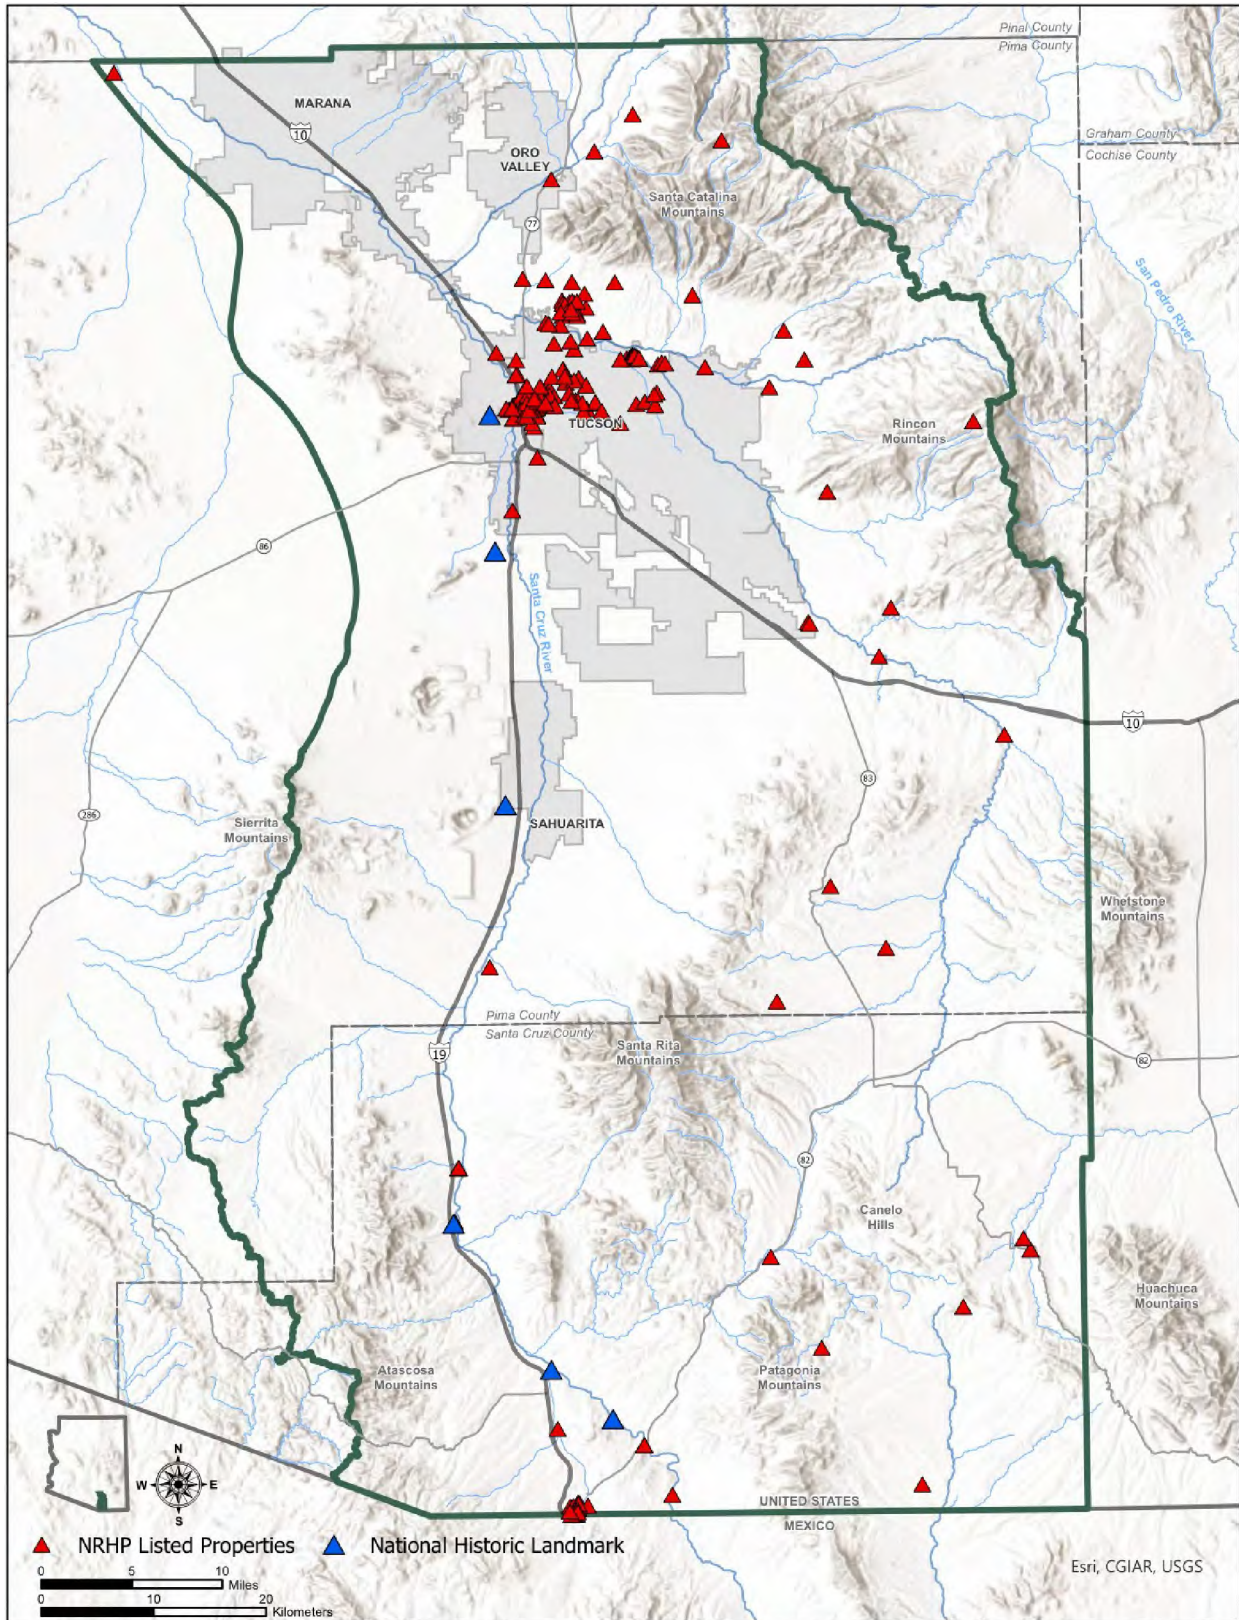 Pinal County
Pima County
MARANA
10
ORO
VALLEY
Graham County
Cochise County
Santa Catalina
Mountains
77
San Pedro River
TUCSON
Rincon
Mountains
86
Santa Cruz River
10
83
286
Sierrita
Mountains
SAHUARITA
Whetstone
Mountains
Pima County
Santa Cruz County
19
Santa Rita
Mountains
82
82
Canelo
Hills
Huachuca
Mountains
Atascosa
Mountains
Patagonia
Mountains
N
W
E
S
UNITED STATES
MEXICO
NRHP Listed Properties
National Historic Landmark
Esri, CGIAR, USGS
0 5 10
Miles
0 10 20
Kilometers